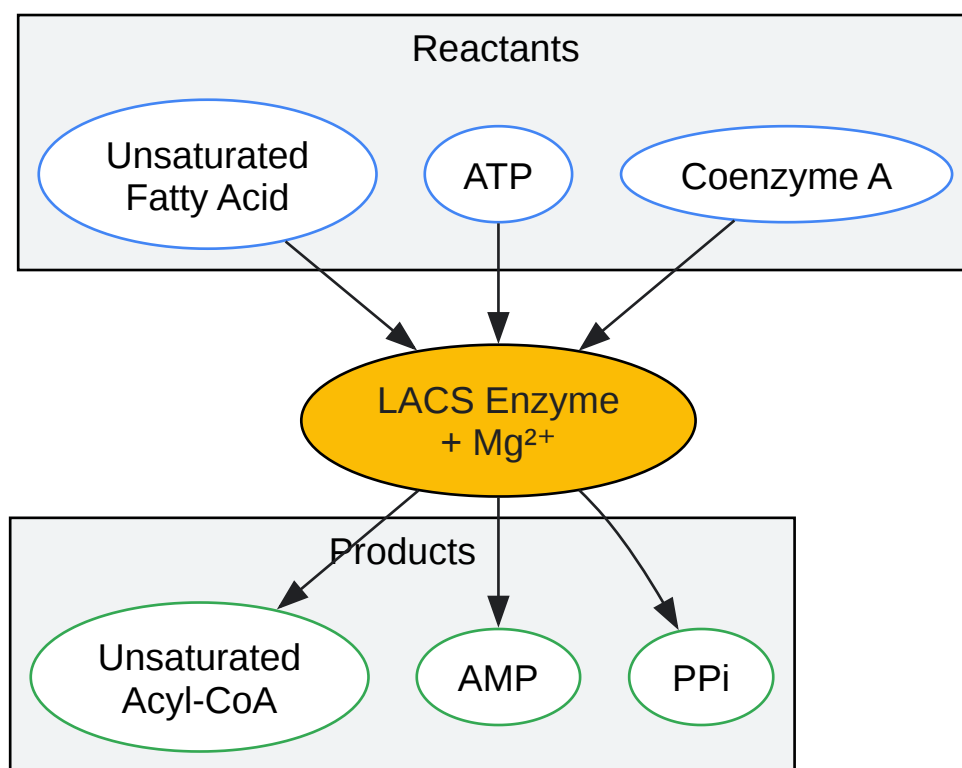 Reactants
Unsaturated
Fatty Acid
ATP
Coenzyme A
LACS Enzyme
+ Mg²⁺
Products
Unsaturated
Acyl-CoA
AMP
PPi